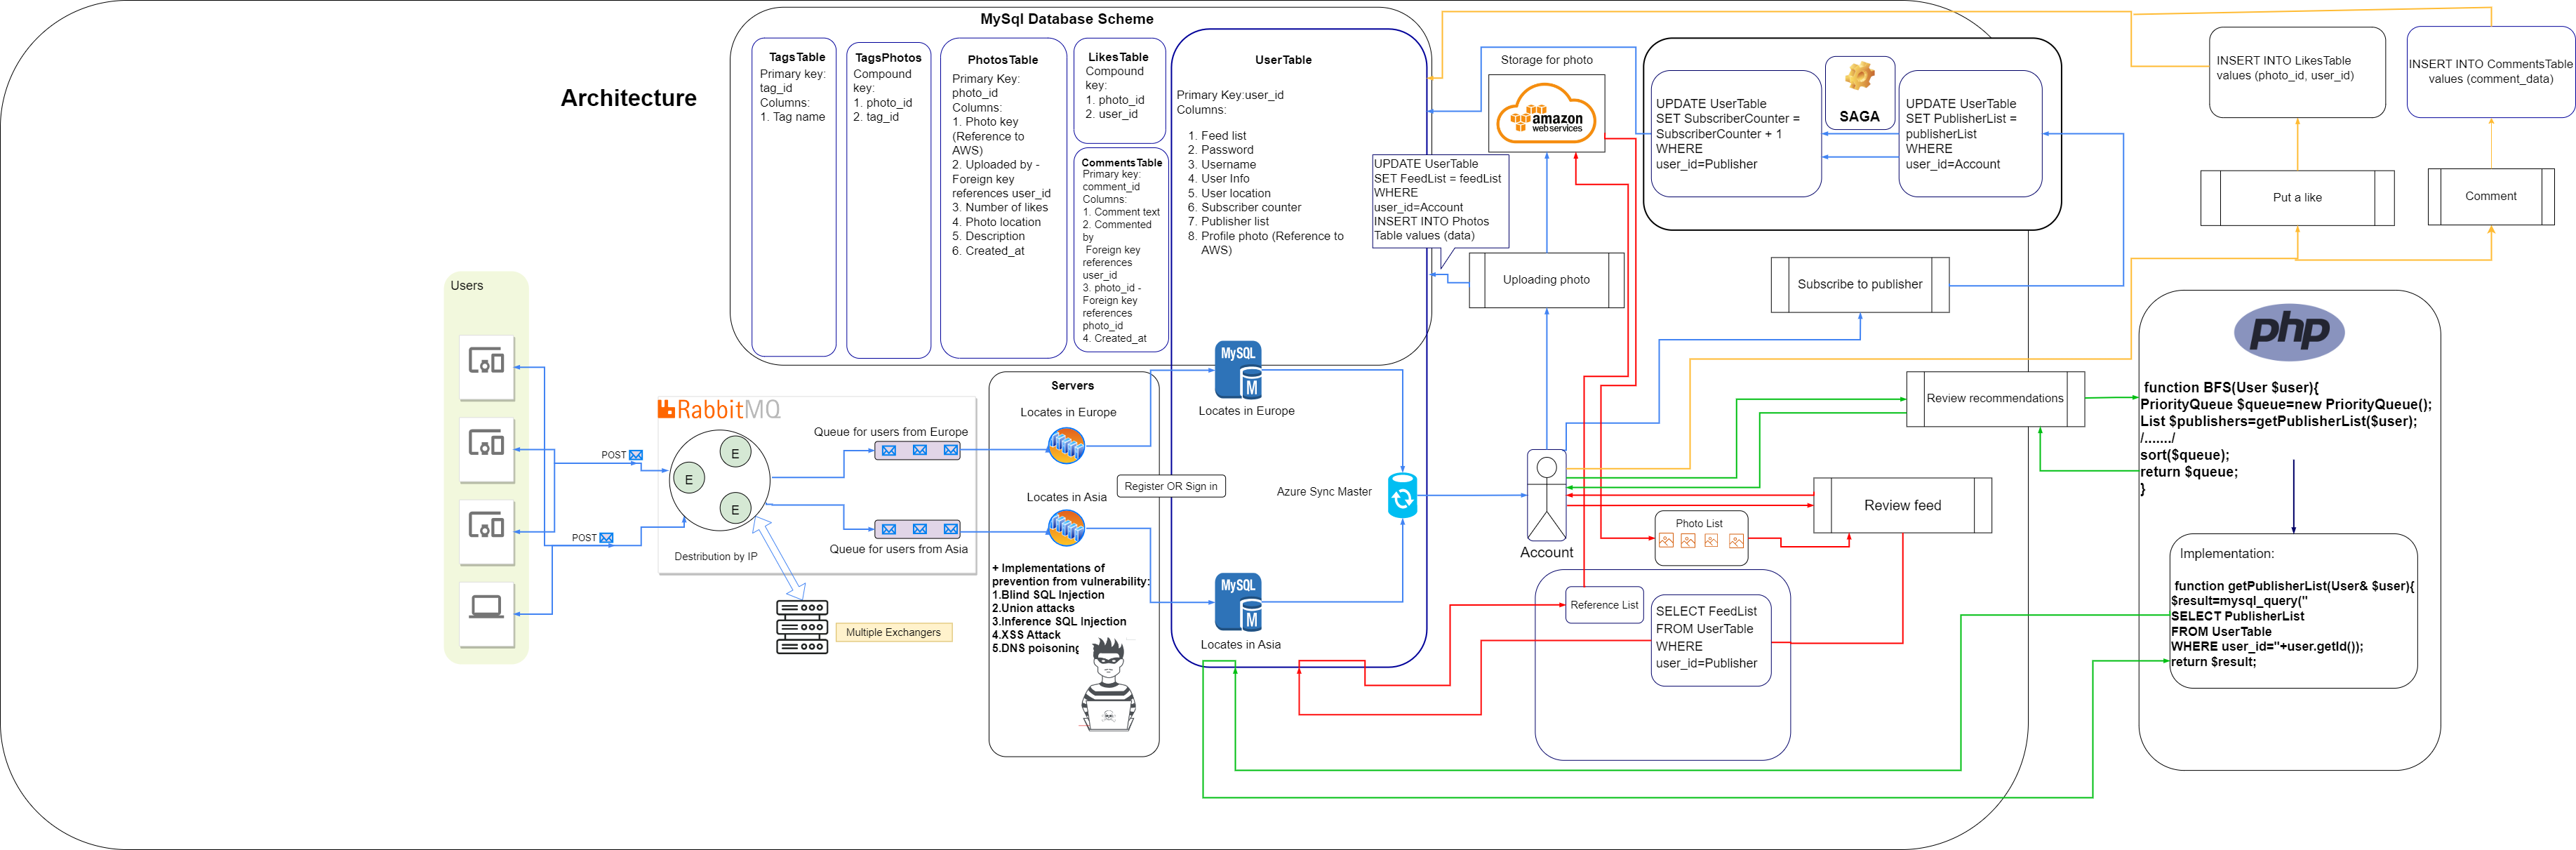 Architecture
MySql Database Scheme
TagsTable
Primary key:
tag_id
Columns:
1. Tag name
TagsPhotos
Compound
key:
1. photo_id
2. tag_id
PhotosTable
Primary Key:
photo_id
Columns:
1. Photo key
(Reference to
AWS)
2. Uploaded by -
Foreign key
references user_id
3. Number of likes
4. Photo location
5. Description
6. Created_at
LikesTable
Compound
key:
1. photo_id
2. user_id
CommentsTable
Primary key:
comment_id
Columns:
1. Comment text
2. Commented
by
Foreign key
references
user_id
3. photo_id -
Foreign key
references
photo_id
4. Created_at
UserTable
Primary Key:user_id
Columns:
1. Feed list
2. Password
3. Username
4. User Info
5. User location
6. Subscriber counter
7. Publisher list
8. Profile photo (Reference to
AWS)
MySQL
M
Locates in Europe
Azure Sync Master
MySQL
M
Locates in Asia
Users
POST
POST
RabbitMQ
E
E
E
Destribution by IP
Queue for users from Europe
Queue for users from Asia
Multiple Exchangers
Servers
Locates in Europe
Locates in Asia
Register OR Sign in
+ Implementations of
prevention from vulnerability:
1.Blind SQL Injection
2.Union attacks
3.Inference SQL Injection
4.XSS Attack
5.DNS poisoning
Storage for photo
amazon
webservices
UPDATE UserTable
SET FeedList = feedList
WHERE
user_id=Account
INSERT INTO Photos
Table values (data)
Uploading photo
Account
UPDATE UserTable
SET SubscriberCounter =
SubscriberCounter + 1
WHERE
user_id=Publisher
SAGA
UPDATE UserTable
SET PublisherList =
publisherList
WHERE
user_id=Account
Subscribe to publisher
Review recommendations
Review feed
Photo List
Reference List
SELECT FeedList
FROM UserTable
WHERE
user_id=Publisher
INSERT INTO LikesTable
values (photo_id, user_id)
INSERT INTO CommentsTable
values (comment_data)
Put a like
Comment
php
function BFS(User $user){
PriorityQueue $queue=new PriorityQueue();
List $publishers=getPublisherList($user);
/......./
sort($queue);
return $queue;
}
Implementation:
function getPublisherList(User& $user){
$result=mysql_query("
SELECT PublisherList
FROM UserTable
WHERE user_id="+user.getId());
return $result;